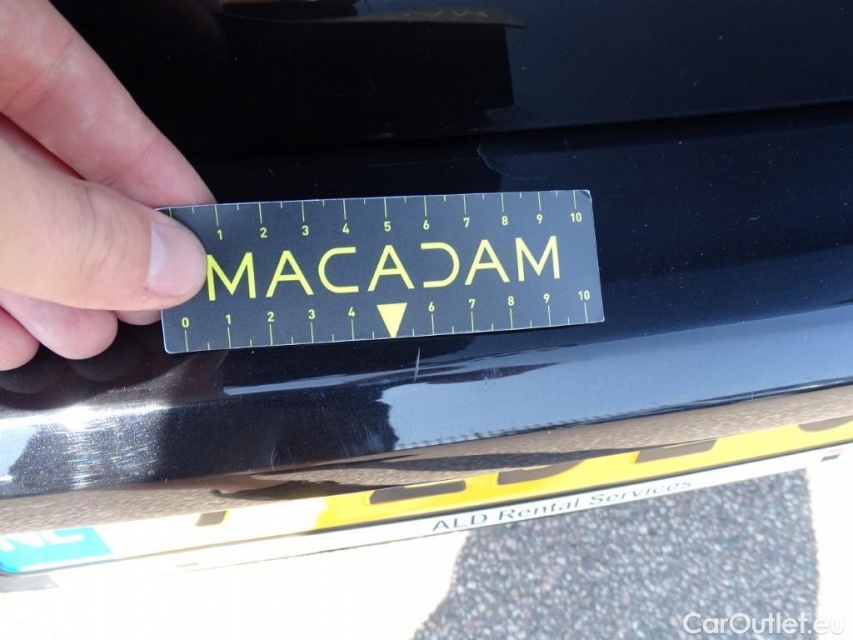 1 2 3 4 5 6 7 8 9 10
MACADAM
0 1 2 3 4 6 7 8 9 10
NL
ALD Rental Services
CarOutlet.eu